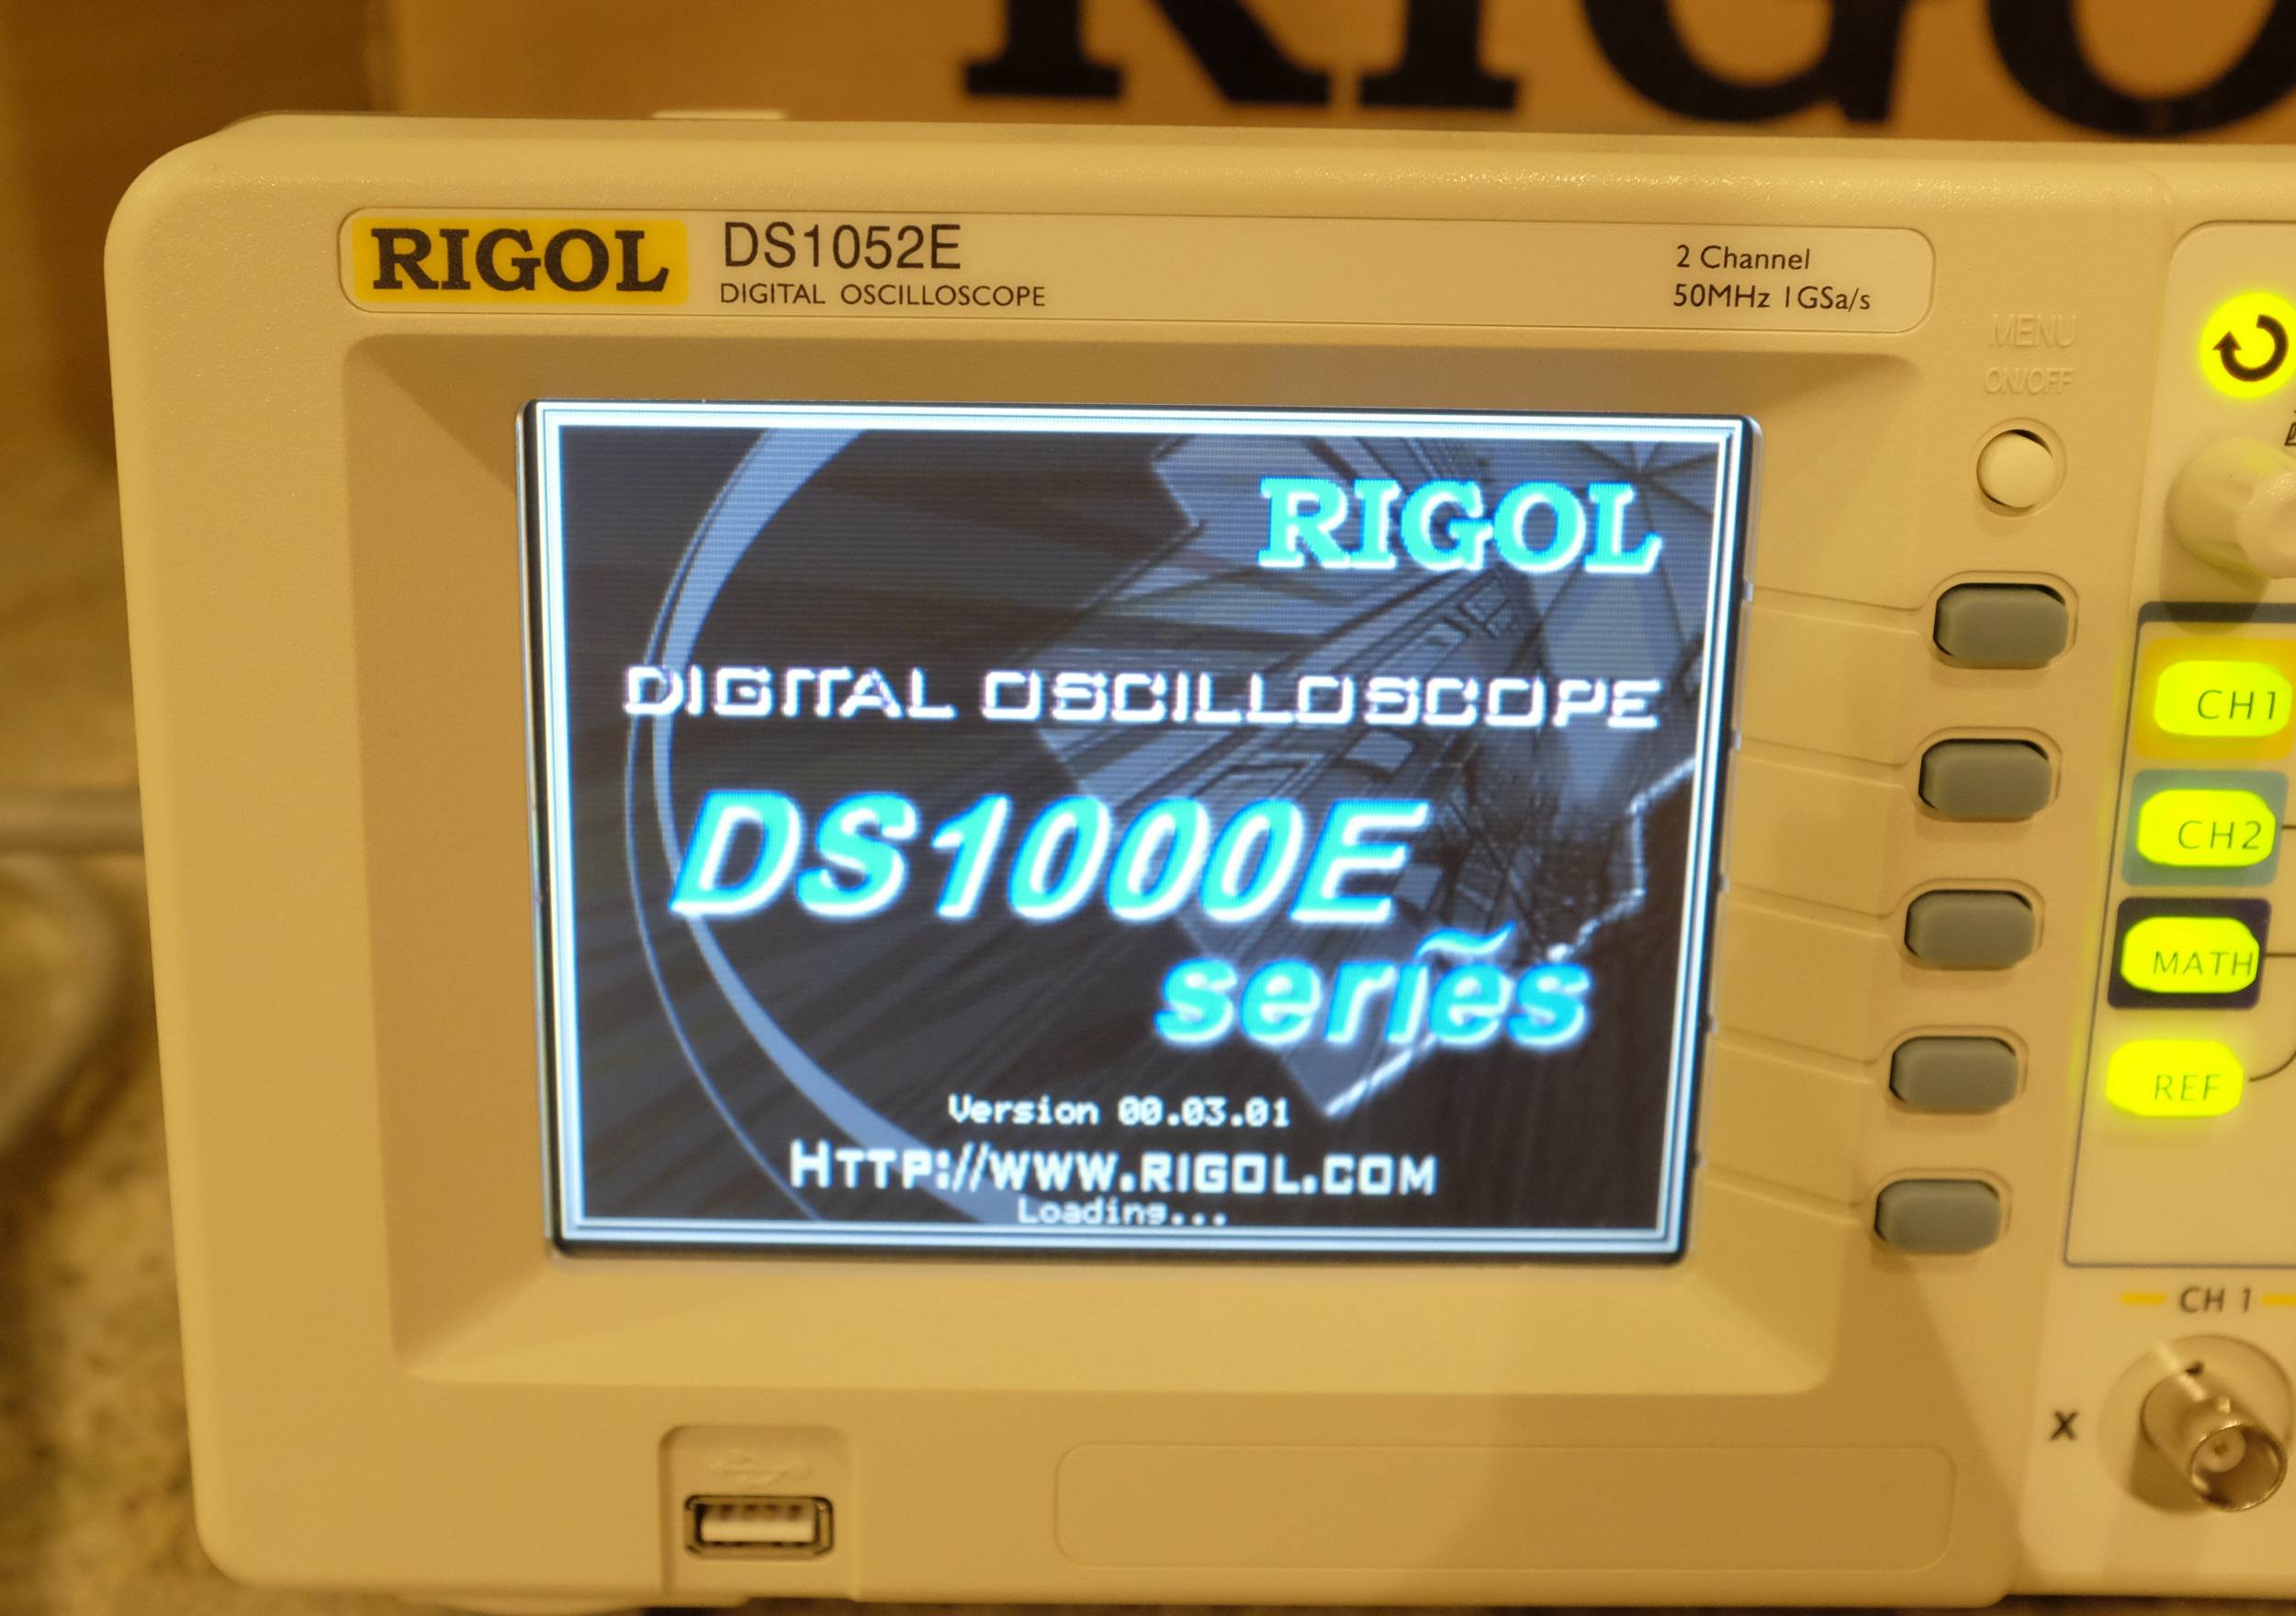 RIGO
RIGOL DS1052E
DIGITAL OSCILLOSCOPE
2 Channel
50MHz 1GSa/s
MENU
ON/OFF
RIGOL
DIGITAL OSCILLOSCOPE
DS1000E
series
Version 00.03.01
HTTP://WWW.RIGOL.COM
Loading...
CH1
CH2
MATH
REF
CH 1
X